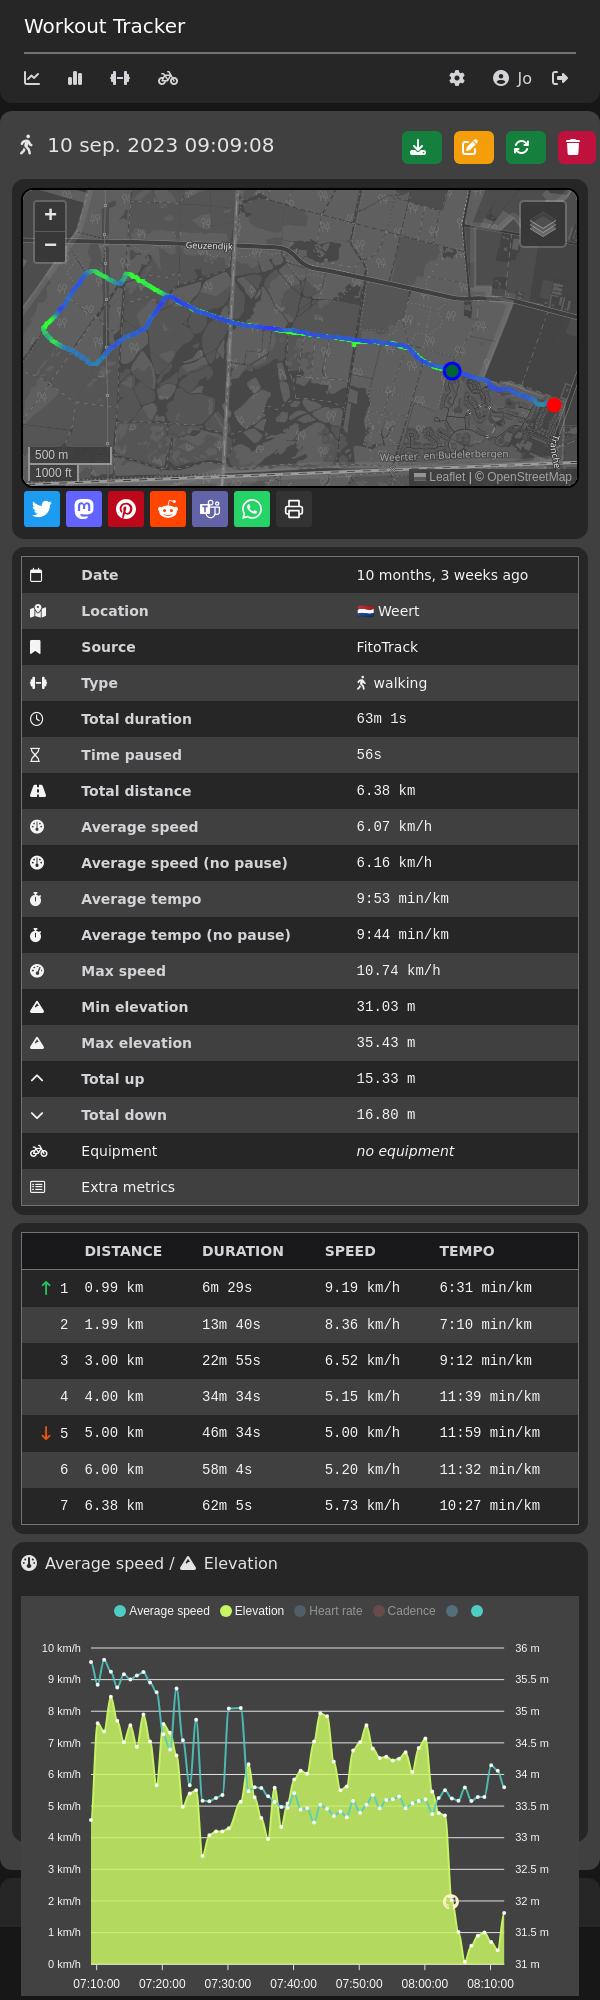 Workout Tracker
Jo
10 sep. 2023 09:09:08
+
−
Geuzendijk
Weerter- en Budelerbergen
Tranche
500 m
1000 ft
Leaflet | © OpenStreetMap
Date 10 months, 3 weeks ago
Location 🇳🇱 Weert
Source FitoTrack
Type walking
Total duration 63m 1s
Time paused 56s
Total distance 6.38 km
Average speed 6.07 km/h
Average speed (no pause) 6.16 km/h
Average tempo 9:53 min/km
Average tempo (no pause) 9:44 min/km
Max speed 10.74 km/h
Min elevation 31.03 m
Max elevation 35.43 m
Total up 15.33 m
Total down 16.80 m
Equipment no equipment
Extra metrics
DISTANCE DURATION SPEED TEMPO
↑ 1 0.99 km 6m 29s 9.19 km/h 6:31 min/km
2 1.99 km 13m 40s 8.36 km/h 7:10 min/km
3 3.00 km 22m 55s 6.52 km/h 9:12 min/km
4 4.00 km 34m 34s 5.15 km/h 11:39 min/km
↓ 5 5.00 km 46m 34s 5.00 km/h 11:59 min/km
6 6.00 km 58m 4s 5.20 km/h 11:32 min/km
7 6.38 km 62m 5s 5.73 km/h 10:27 min/km
Average speed / Elevation
Average speed Elevation Heart rate Cadence
10 km/h 36 m
9 km/h 35.5 m
8 km/h 35 m
7 km/h 34.5 m
6 km/h 34 m
5 km/h 33.5 m
4 km/h 33 m
3 km/h 32.5 m
2 km/h 32 m
1 km/h 31.5 m
0 km/h 31 m
07:10:00 07:20:00 07:30:00 07:40:00 07:50:00 08:00:00 08:10:00